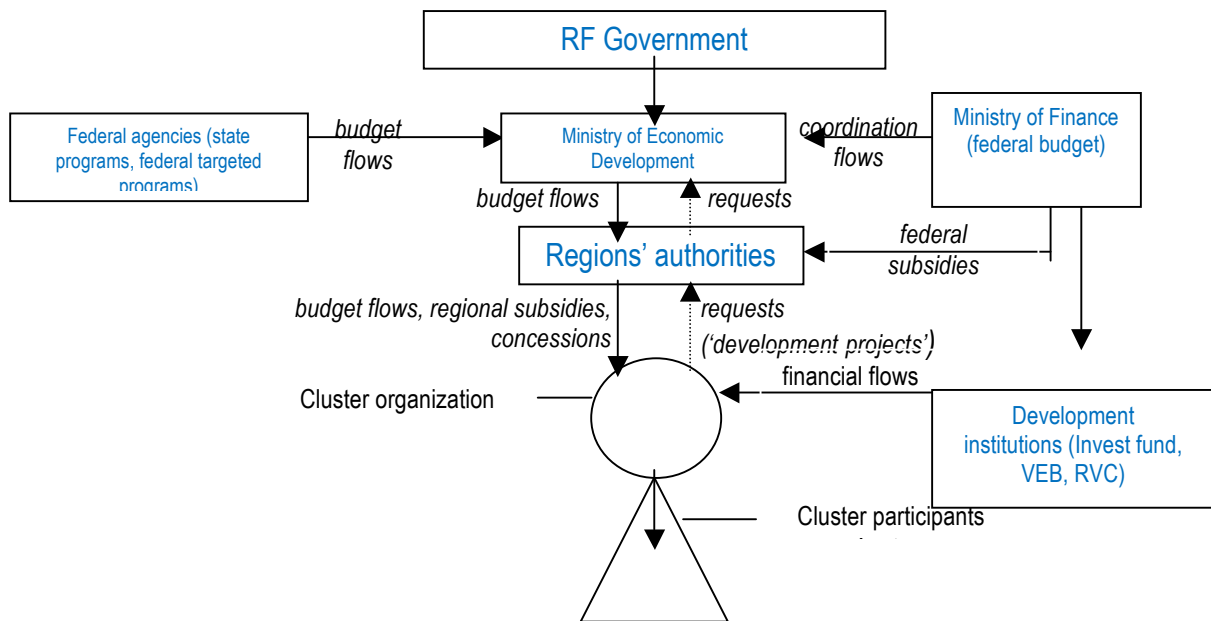 RF Government
Federal agencies (state
programs, federal targeted
programs)
budget
flows
Ministry of Economic
Development
coordination
flows
Ministry of Finance
(federal budget)
budget flows
requests
Regions' authorities
federal
subsidies
budget flows, regional subsidies,
concessions
requests
('development projects')
financial flows
Cluster organization
Development
institutions (Invest fund,
VEB, RVC)
Cluster participants